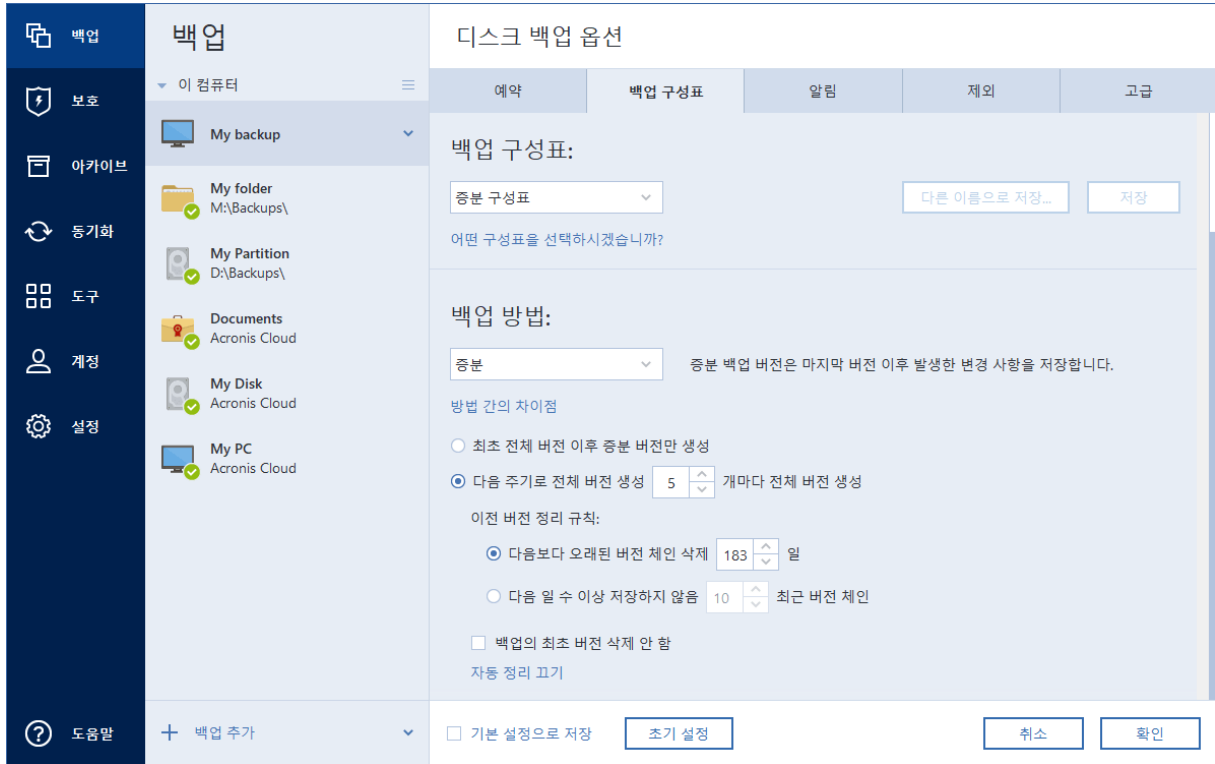 백업
보호
아카이브
동기화
도구
계정
설정
도움말
백업
이 컴퓨터
My backup
My folder
M:\Backups\
My Partition
D:\Backups\
Documents
Acronis Cloud
My Disk
Acronis Cloud
My PC
Acronis Cloud
백업 추가
디스크 백업 옵션
예약 백업 구성표 알림 제외 고급
백업 구성표:
증분 구성표 다른 이름으로 저장... 저장
어떤 구성표을 선택하시겠습니까?
백업 방법:
증분 증분 백업 버전은 마지막 버전 이후 발생한 변경 사항을 저장합니다.
방법 간의 차이점
최초 전체 버전 이후 증분 버전만 생성
다음 주기로 전체 버전 생성 5 개마다 전체 버전 생성
이전 버전 정리 규칙:
다음보다 오래된 버전 체인 삭제 183 일
다음 일 수 이상 저장하지 않음 10 최근 버전 체인
백업의 최초 버전 삭제 안 함
자동 정리 끄기
기본 설정으로 저장 초기 설정 취소 확인